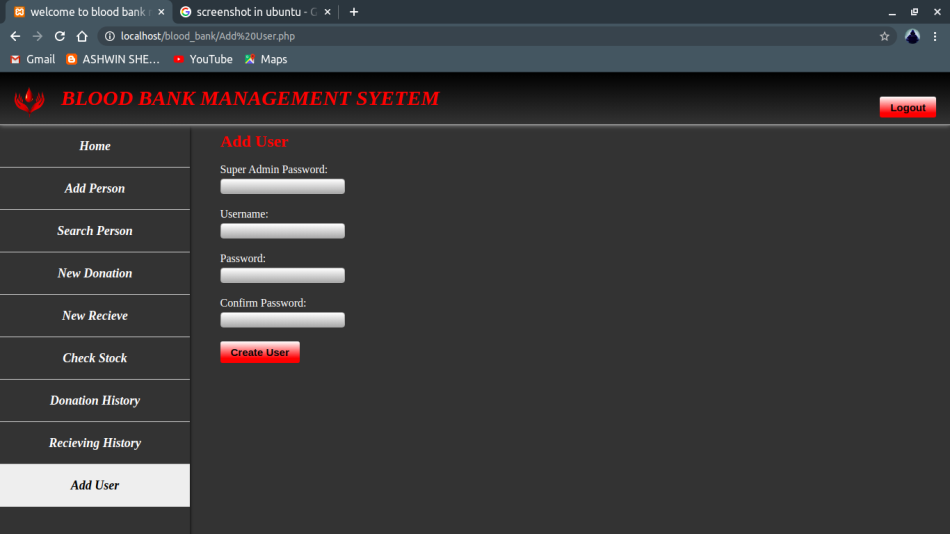 welcome to blood bank
screenshot in ubuntu - G
localhost/blood_bank/Add%20User.php
Gmail
ASHWIN SHE...
YouTube
Maps
BLOOD BANK MANAGEMENT SYETEM
Logout
Home
Add Person
Search Person
New Donation
New Recieve
Check Stock
Donation History
Recieving History
Add User
Add User
Super Admin Password:
Username:
Password:
Confirm Password:
Create User